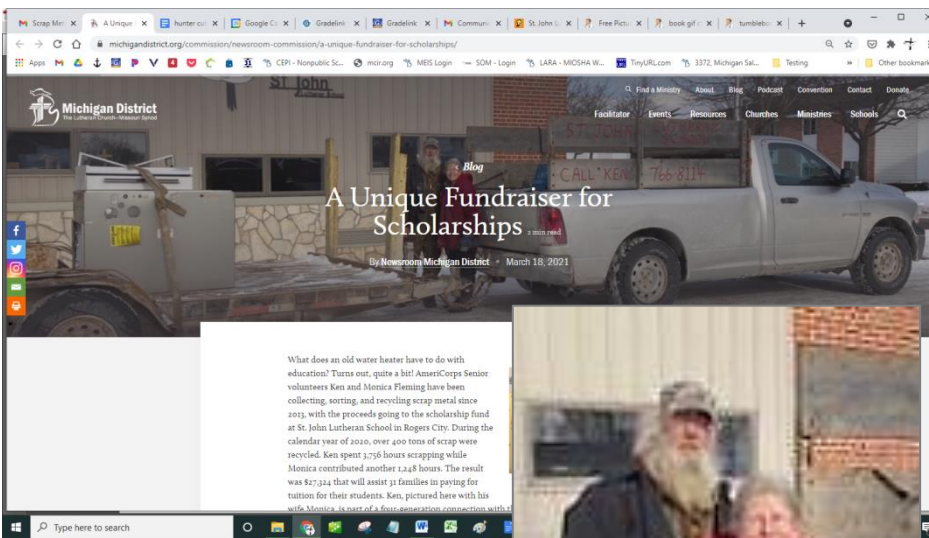 Scrap Met
A Unique
hunter cut
Google Ca
Gradelink
Gradelink
Communi
St. John L
Free Pictu
book gif
tumblebo
michigandistrict.org/commission/newsroom-commission/a-unique-fundraiser-for-scholarships/
Apps
CEPI - Nonpublic Sc...
mcir.org
MEIS Login
SOM - Login
LARA - MIOSHA W...
TinyURL.com
3372, Michigan Sal...
Testing
Other bookmark
St John
Lutheran School
Michigan District
The Lutheran Church—Missouri Synod
Find a Ministry About Blog Podcast Convention Contact Donate
Facilitator Events Resources Churches Ministries Schools
ST. JOHN
CALL "KEN" 766-8114
Blog
A Unique Fundraiser for
Scholarships 2 min read
By Newsroom Michigan District • March 18, 2021
What does an old water heater have to do with
education? Turns out, quite a bit! AmeriCorps Senior
volunteers Ken and Monica Fleming have been
collecting, sorting, and recycling scrap metal since
2013, with the proceeds going to the scholarship fund
at St. John Lutheran School in Rogers City. During the
calendar year of 2020, over 400 tons of scrap were
recycled. Ken spent 3,756 hours scrapping while
Monica contributed another 1,248 hours. The result
was $27,324 that will assist 31 families in paying for
tuition for their students. Ken, pictured here with his
wife Monica, is part of a four-generation connection with
Type here to search